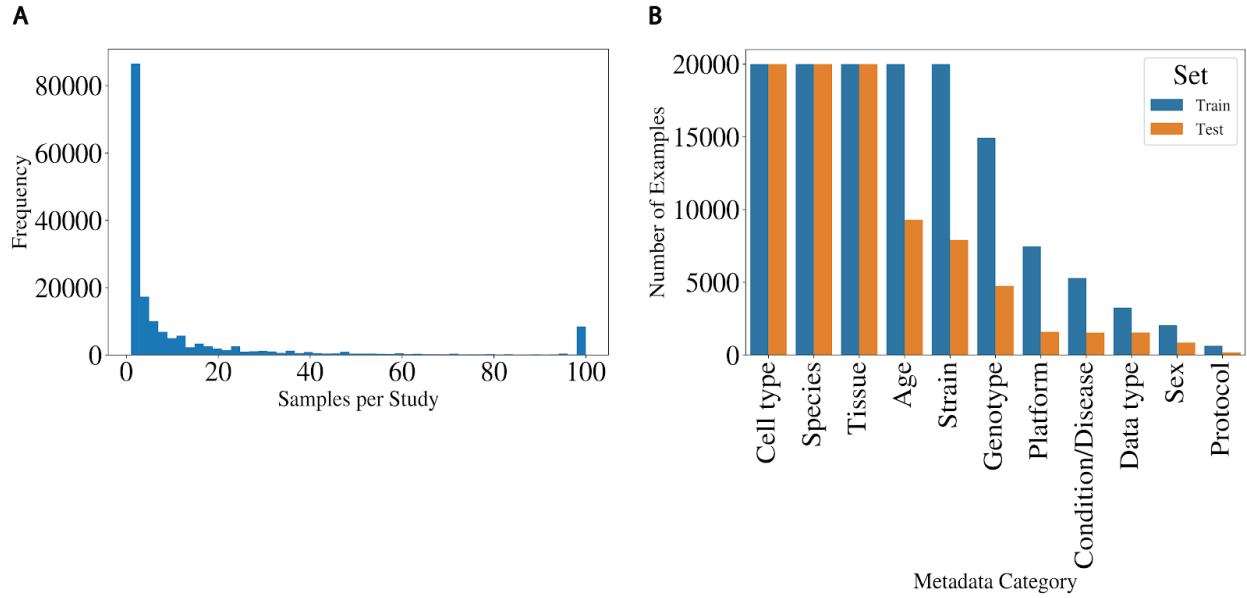 A
80000
60000
40000
20000
0
Frequency
0 20 40 60 80 100
Samples per Study
B
20000
15000
10000
5000
0
Number of Examples
Set
Train
Test
Cell type
Species
Tissue
Age
Strain
Genotype
Platform
Condition/Disease
Data type
Sex
Protocol
Metadata Category